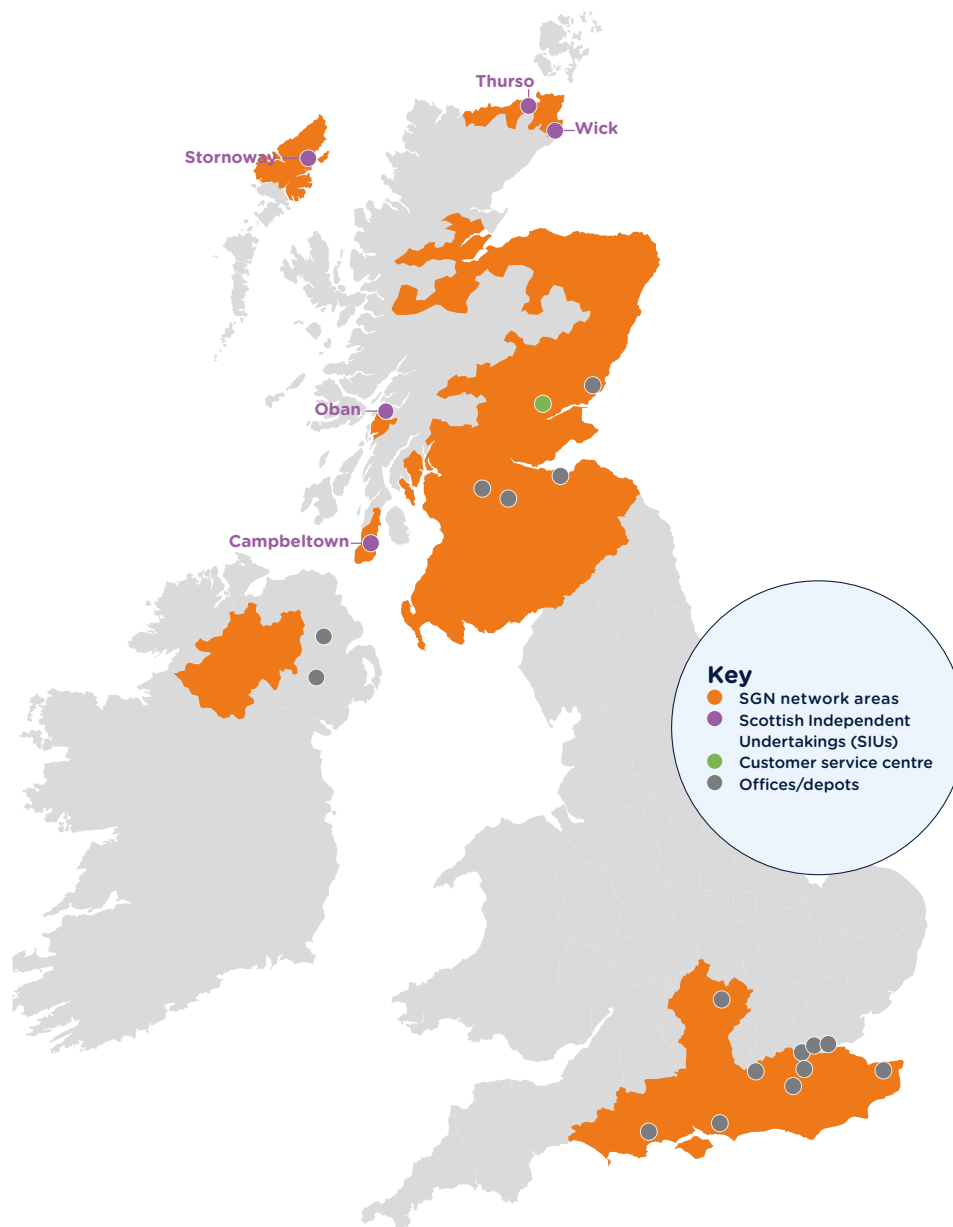 Thurso
Wick
Stornoway
Oban
Campbeltown
Key
SGN network areas
Scottish Independent
Undertakings (SIUs)
Customer service centre
Offices/depots